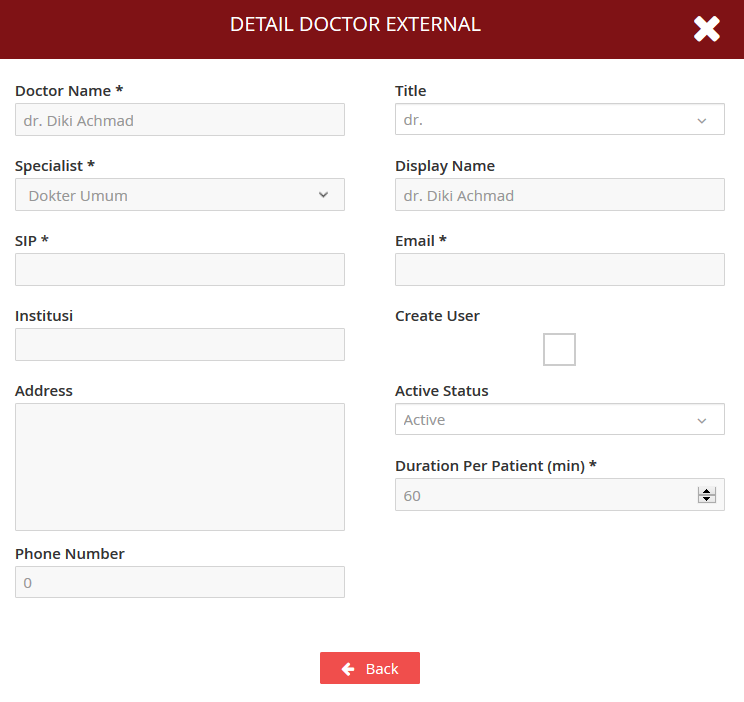 DETAIL DOCTOR EXTERNAL
Doctor Name *
dr. Diki Achmad
Title
dr.
Specialist *
Dokter Umum
Display Name
dr. Diki Achmad
SIP *
Email *
Institusi
Create User
Address
Active Status
Active
Duration Per Patient (min) *
60
Phone Number
0
Back